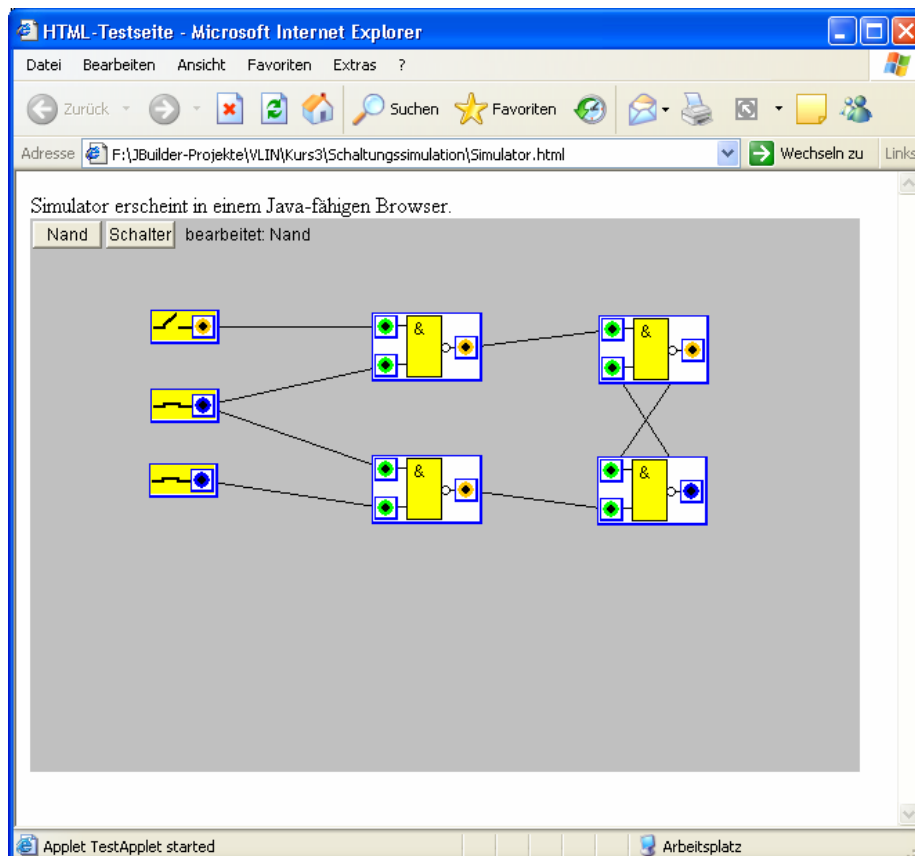 HTML-Testseite - Microsoft Internet Explorer
Datei Bearbeiten Ansicht Favoriten Extras ?
Zurück Suchen Favoriten
Adresse F:\JBuilder-Projekte\VLIN\Kurs3\Schaltungssimulation\Simulator.html Wechseln zu Links
Simulator erscheint in einem Java-fähigen Browser.
Nand Schalter bearbeitet: Nand
& &
& &
Applet TestApplet started Arbeitsplatz